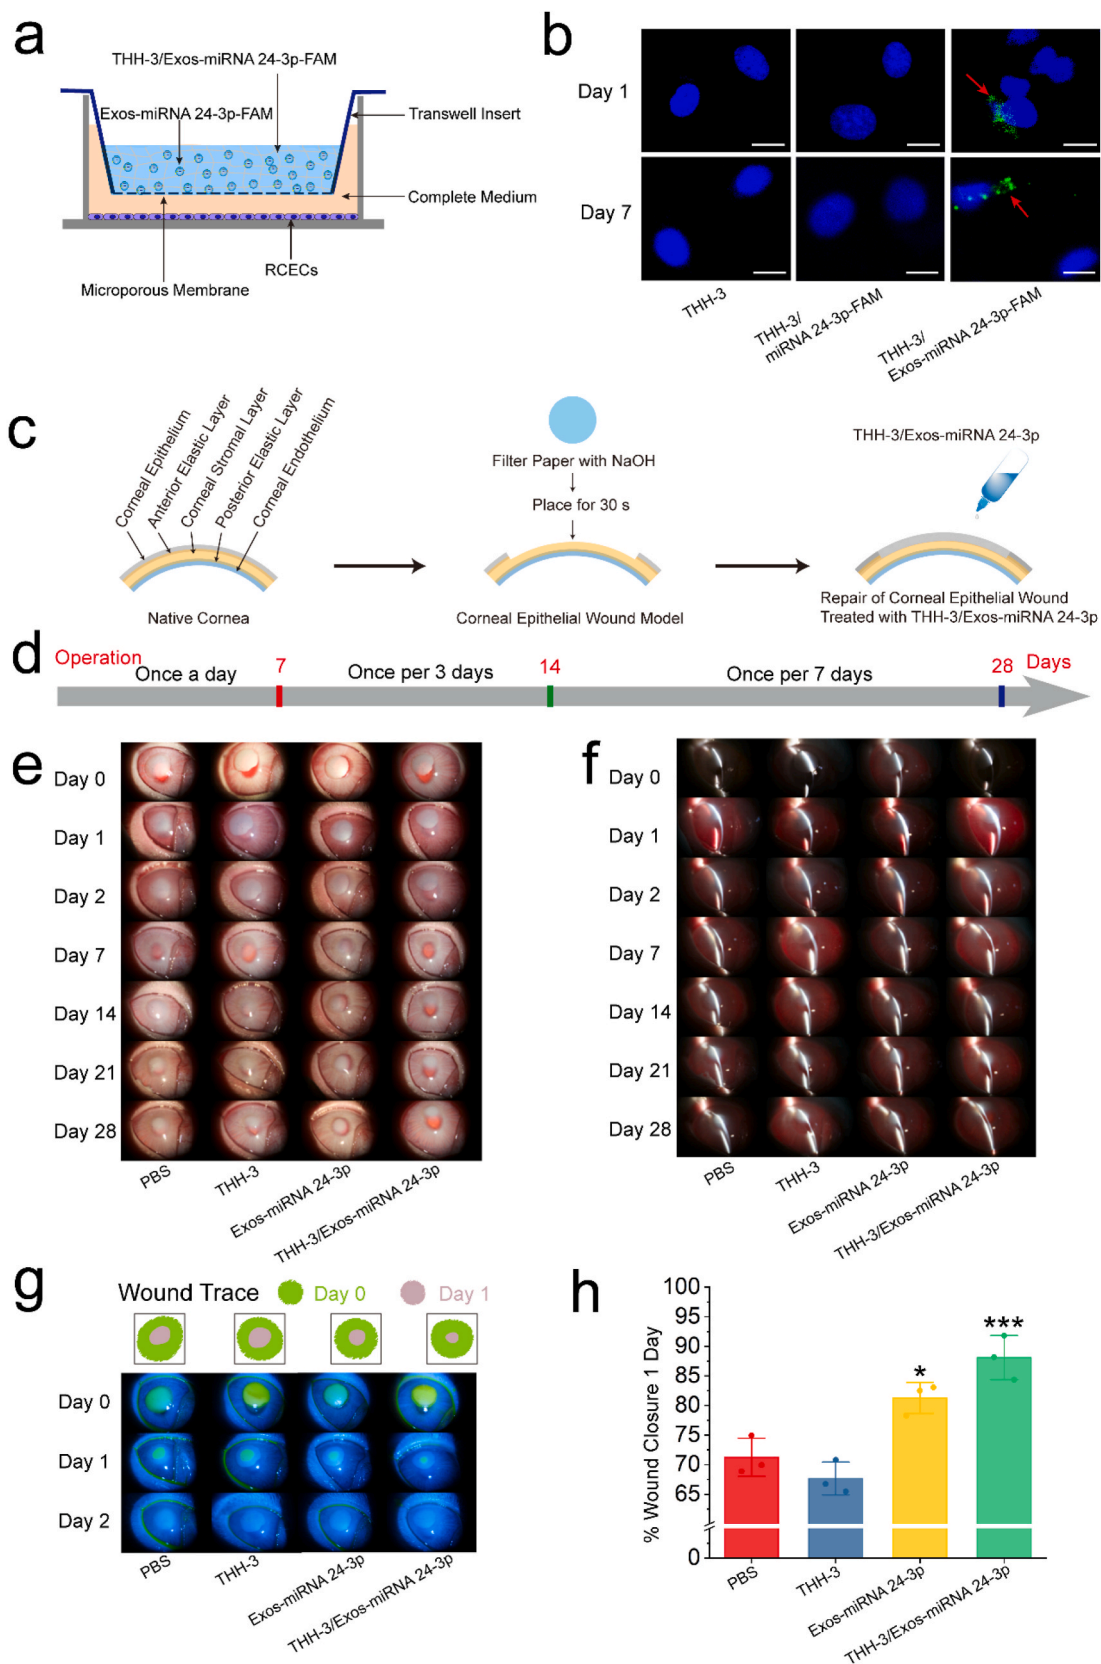 a
THH-3/Exos-miRNA 24-3p-FAM
Exos-miRNA 24-3p-FAM
Transwell Insert
Complete Medium
RCECs
Microporous Membrane
b
Day 1
Day 7
THH-3
THH-3/
miRNA 24-3p-FAM
THH-3/
Exos-miRNA 24-3p-FAM
c
Corneal Epithelium
Anterior Elastic Layer
Corneal Stromal Layer
Posterior Elastic Layer
Corneal Endothelium
Native Cornea
Filter Paper with NaOH
Place for 30 s
Corneal Epithelial Wound Model
THH-3/Exos-miRNA 24-3p
Repair of Corneal Epithelial Wound
Treated with THH-3/Exos-miRNA 24-3p
d
Operation
Once a day
7
Once per 3 days
14
Once per 7 days
28
Days
e
Day 0
Day 1
Day 2
Day 7
Day 14
Day 21
Day 28
PBS
THH-3
Exos-miRNA 24-3p
THH-3/Exos-miRNA 24-3p
f
Day 0
Day 1
Day 2
Day 7
Day 14
Day 21
Day 28
PBS
THH-3
Exos-miRNA 24-3p
THH-3/Exos-miRNA 24-3p
g
Wound Trace Day 0 Day 1
Day 0
Day 1
Day 2
PBS
THH-3
Exos-miRNA 24-3p
THH-3/Exos-miRNA 24-3p
h
% Wound Closure 1 Day
100
95
90
85
80
75
70
65
0
*
***
PBS
THH-3
Exos-miRNA 24-3p
THH-3/Exos-miRNA 24-3p